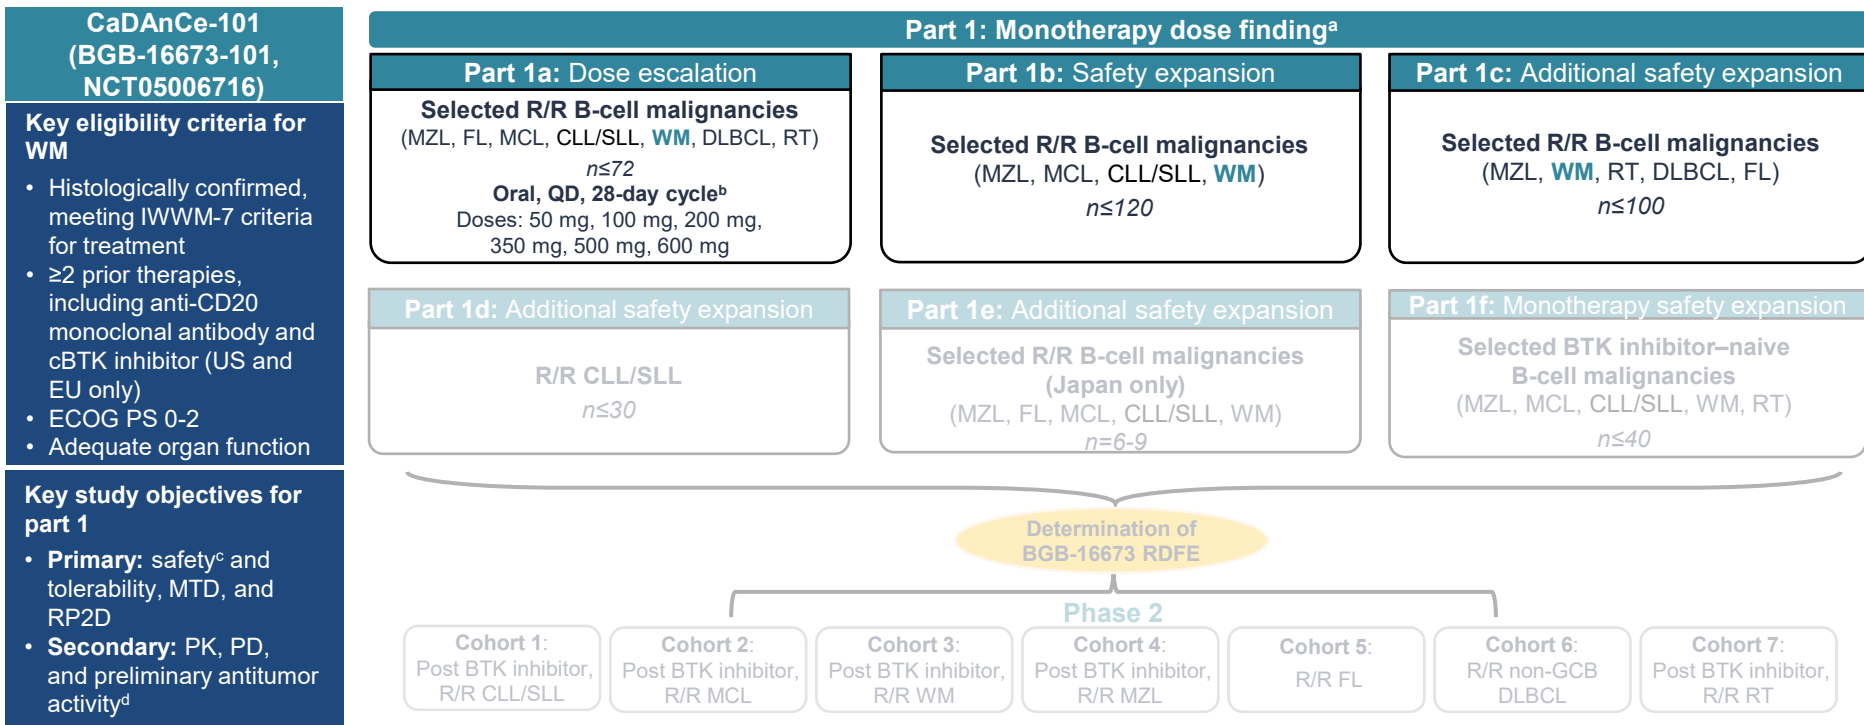 CaDAnCe-101
(BGB-16673-101,
NCT05006716)
Key eligibility criteria for
WM
• Histologically confirmed,
meeting IWWM-7 criteria
for treatment
• ≥2 prior therapies,
including anti-CD20
monoclonal antibody and
cBTK inhibitor (US and
EU only)
• ECOG PS 0-2
• Adequate organ function
Key study objectives for
part 1
• Primary: safetyᶜ and
tolerability, MTD, and
RP2D
• Secondary: PK, PD,
and preliminary antitumor
activityᵈ
Part 1: Monotherapy dose findingᵃ
Part 1a: Dose escalation
Selected R/R B-cell malignancies
(MZL, FL, MCL, CLL/SLL, WM, DLBCL, RT)
n≤72
Oral, QD, 28-day cycleᵇ
Doses: 50 mg, 100 mg, 200 mg,
350 mg, 500 mg, 600 mg
Part 1b: Safety expansion
Selected R/R B-cell malignancies
(MZL, MCL, CLL/SLL, WM)
n≤120
Part 1c: Additional safety expansion
Selected R/R B-cell malignancies
(MZL, WM, RT, DLBCL, FL)
n≤100
Part 1d: Additional safety expansion
R/R CLL/SLL
n≤30
Part 1e: Additional safety expansion
Selected R/R B-cell malignancies
(Japan only)
(MZL, FL, MCL, CLL/SLL, WM)
n=6-9
Part 1f: Monotherapy safety expansion
Selected BTK inhibitor–naive
B-cell malignancies
(MZL, MCL, CLL/SLL, WM, RT)
n≤40
Determination of
BGB-16673 RDFE
Phase 2
Cohort 1:
Post BTK inhibitor,
R/R CLL/SLL
Cohort 2:
Post BTK inhibitor,
R/R MCL
Cohort 3:
Post BTK inhibitor,
R/R WM
Cohort 4:
Post BTK inhibitor,
R/R MZL
Cohort 5:
R/R FL
Cohort 6:
R/R non-GCB
DLBCL
Cohort 7:
Post BTK inhibitor,
R/R RT